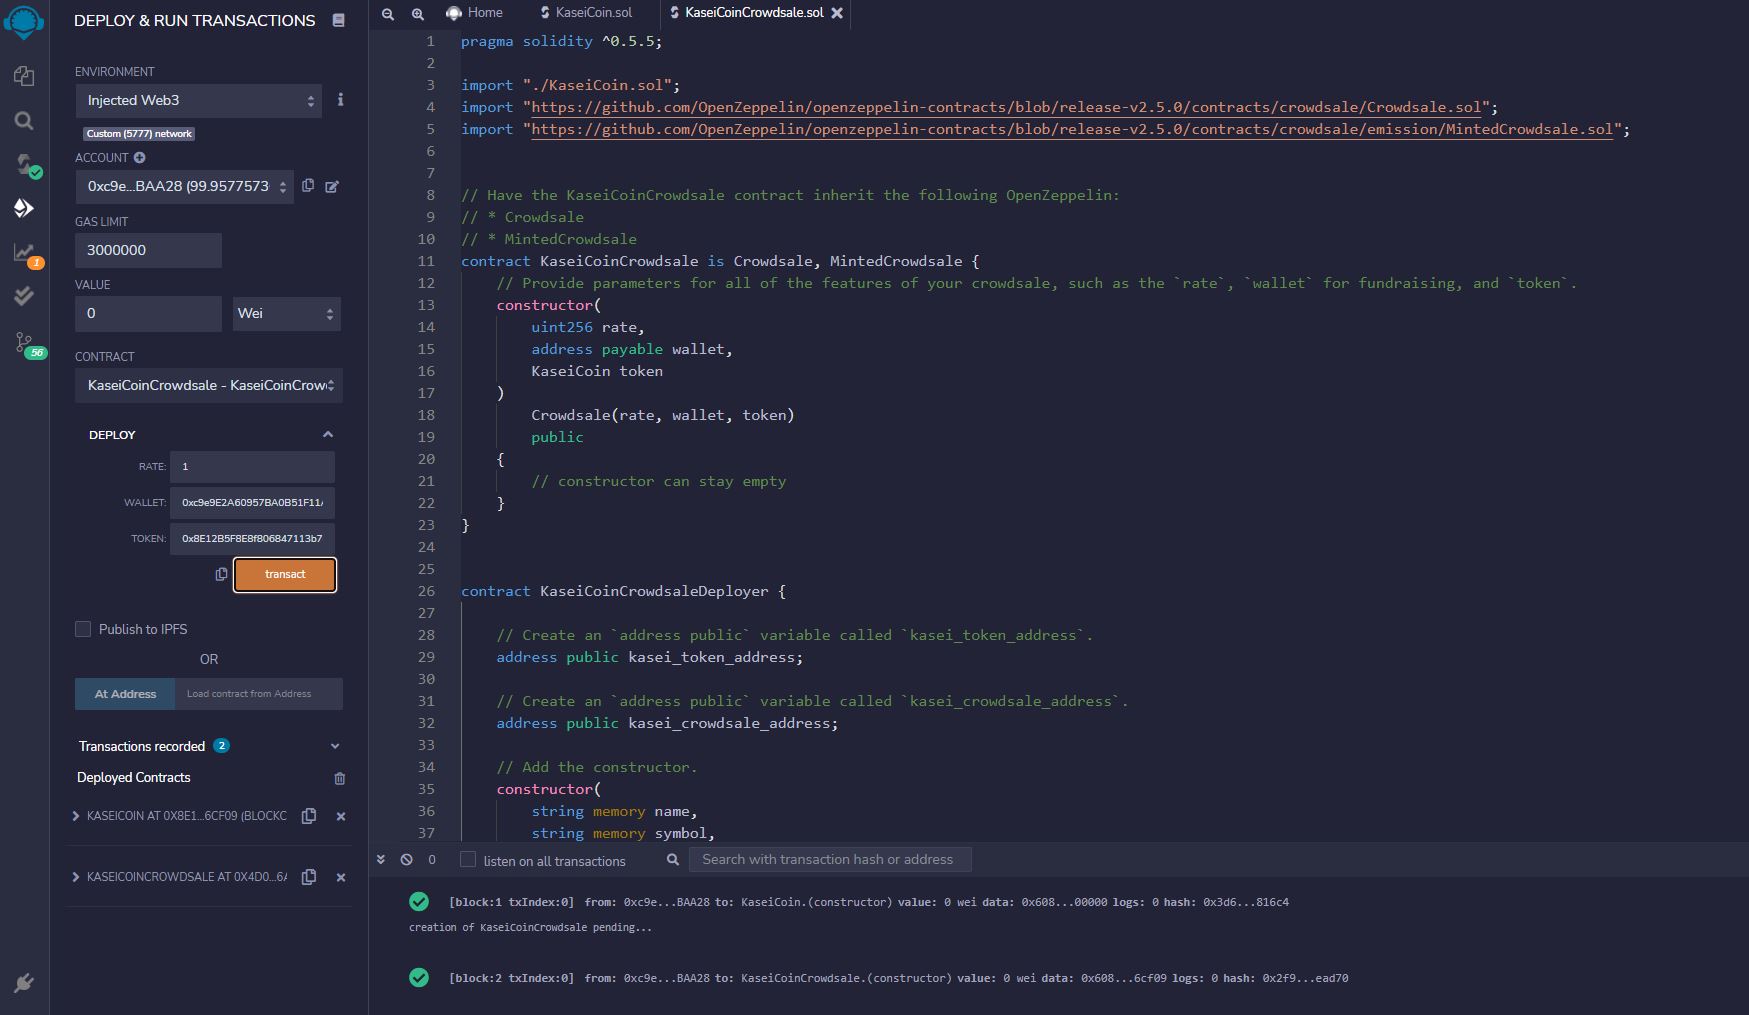 DEPLOY & RUN TRANSACTIONS
ENVIRONMENT
Injected Web3
Custom (5777) network
ACCOUNT
0xc9e...BAA28 (99.9577573
GAS LIMIT
3000000
VALUE
0
Wei
CONTRACT
KaseiCoinCrowdsale - KaseiCoinCrow
DEPLOY
RATE:
1
WALLET:
0xc9e9E2A60957BA0B51F11
TOKEN:
0x8E12B5F8E8f806847113b7
transact
Publish to IPFS
OR
At Address
Load contract from Address
Transactions recorded 2
Deployed Contracts
KASEICOIN AT 0X8E1...6CF09 (BLOCKC
KASEICOINCROWDSALE AT 0X4D0...6A
1
56
Home
KaseiCoin.sol
KaseiCoinCrowdsale.sol
1 pragma solidity ^0.5.5;
2
3 import "./KaseiCoin.sol";
4 import "https://github.com/OpenZeppelin/openzeppelin-contracts/blob/release-v2.5.0/contracts/crowdsale/Crowdsale.sol";
5 import "https://github.com/OpenZeppelin/openzeppelin-contracts/blob/release-v2.5.0/contracts/crowdsale/emission/MintedCrowdsale.sol";
6
7
8 // Have the KaseiCoinCrowdsale contract inherit the following OpenZeppelin:
9 // * Crowdsale
10 // * MintedCrowdsale
11 contract KaseiCoinCrowdsale is Crowdsale, MintedCrowdsale {
12 // Provide parameters for all of the features of your crowdsale, such as the `rate`, `wallet` for fundraising, and `token`.
13 constructor(
14 uint256 rate,
15 address payable wallet,
16 KaseiCoin token
17 )
18 Crowdsale(rate, wallet, token)
19 public
20 {
21 // constructor can stay empty
22 }
23 }
24
25
26 contract KaseiCoinCrowdsaleDeployer {
27
28 // Create an `address public` variable called `kasei_token_address`.
29 address public kasei_token_address;
30
31 // Create an `address public` variable called `kasei_crowdsale_address`.
32 address public kasei_crowdsale_address;
33
34 // Add the constructor.
35 constructor(
36 string memory name,
37 string memory symbol,
0
listen on all transactions
Search with transaction hash or address
[block:1 txIndex:0] from: 0xc9e...BAA28 to: KaseiCoin.(constructor) value: 0 wei data: 0x608...00000 logs: 0 hash: 0x3d6...816c4
creation of KaseiCoinCrowdsale pending...
[block:2 txIndex:0] from: 0xc9e...BAA28 to: KaseiCoinCrowdsale.(constructor) value: 0 wei data: 0x608...6cf09 logs: 0 hash: 0x2f9...ead70